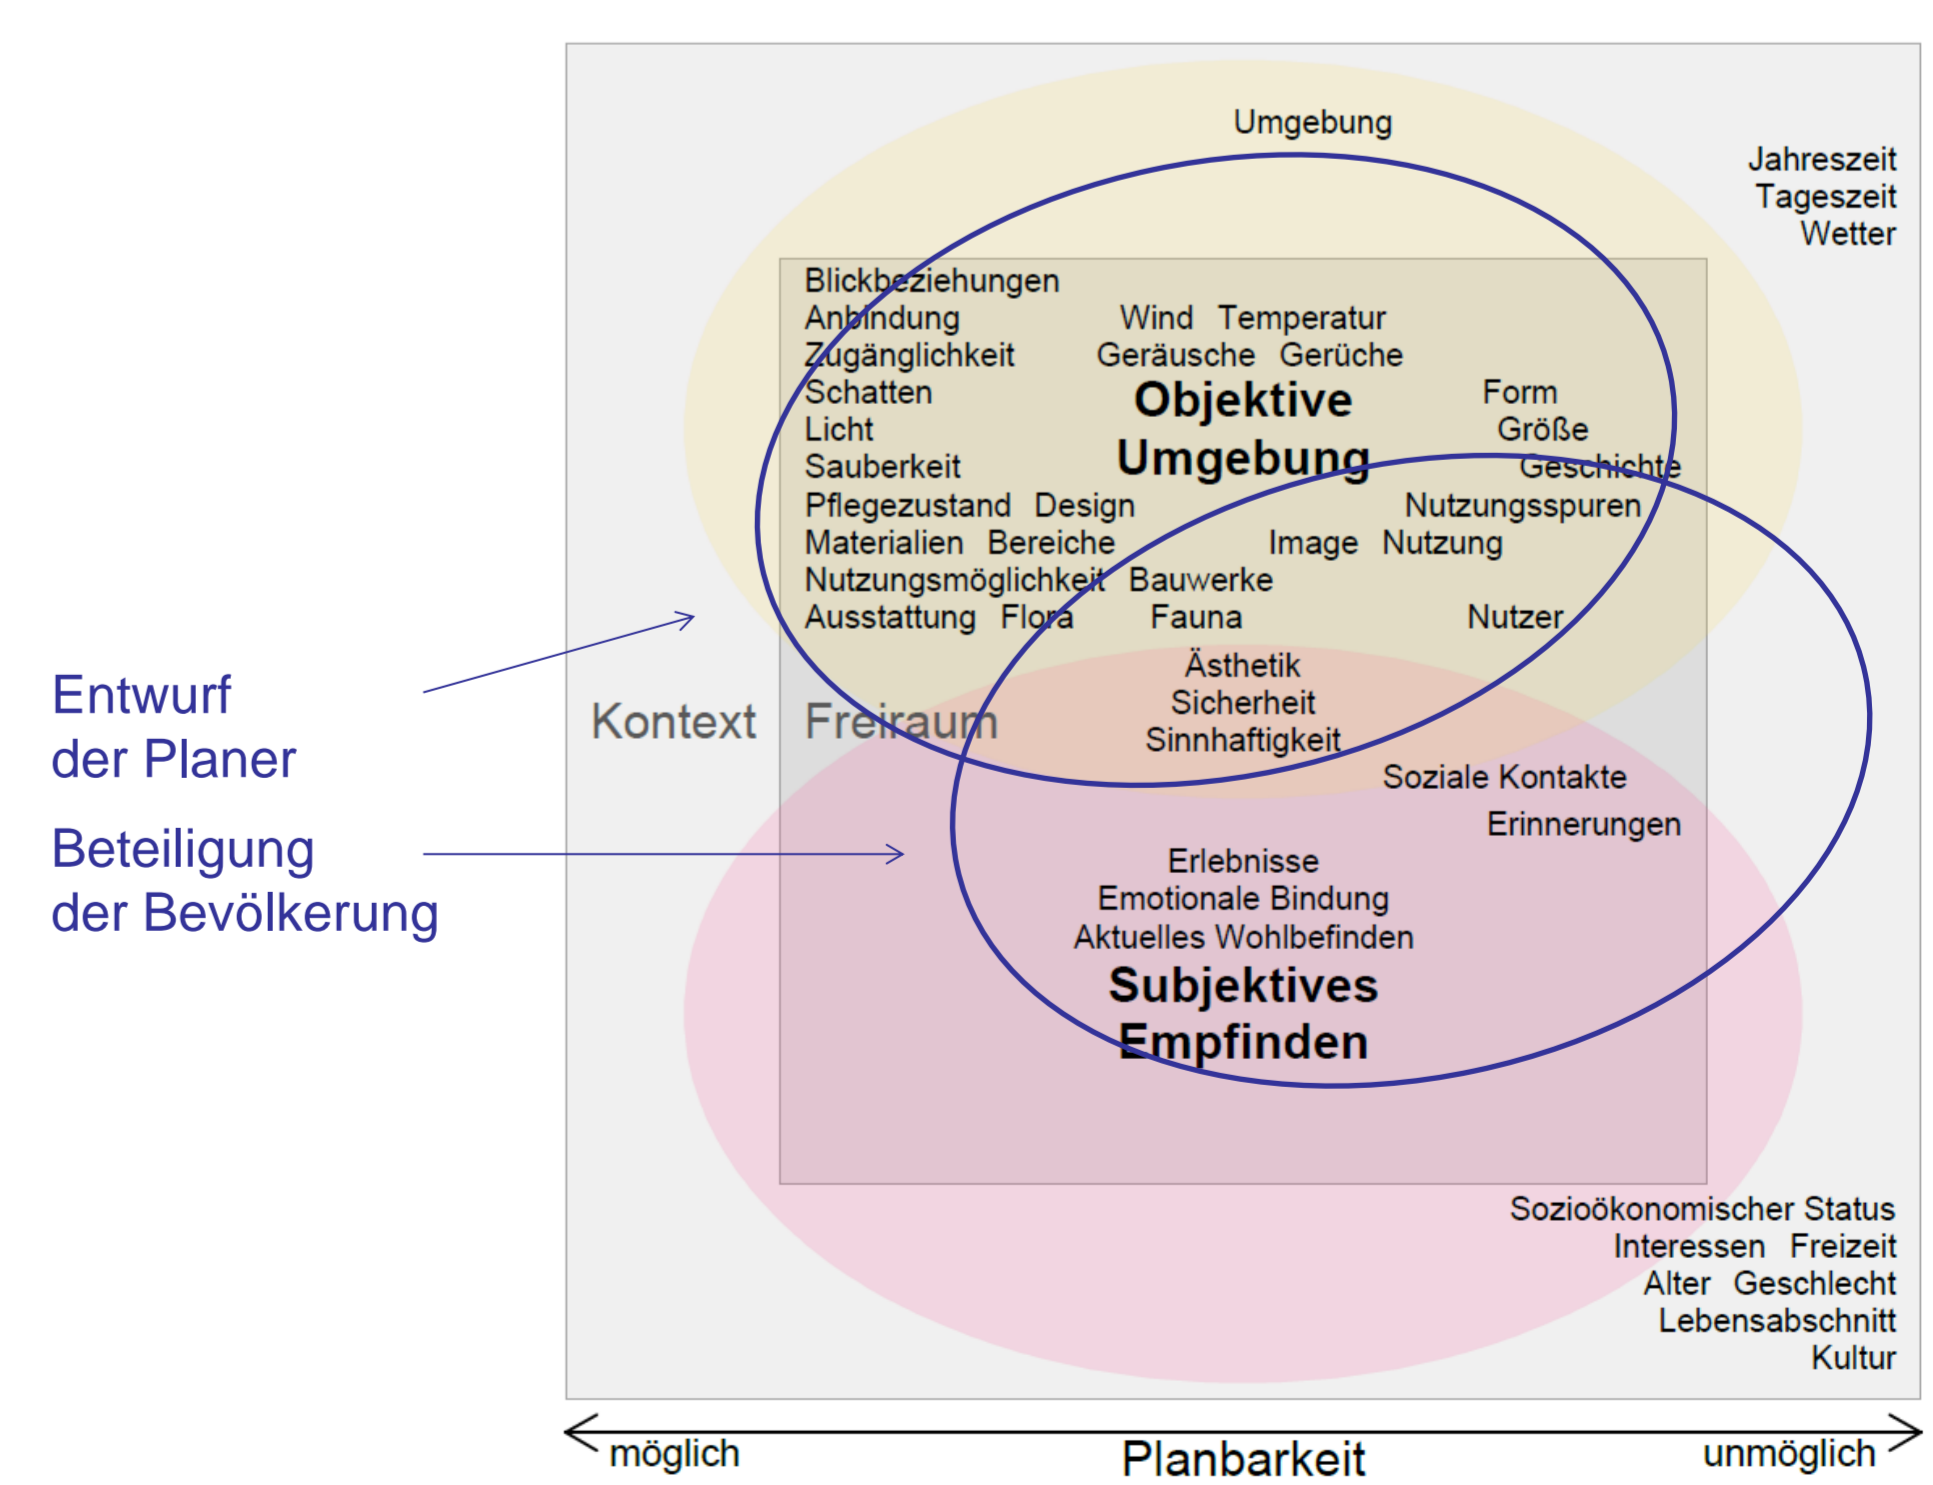 Umgebung
Jahreszeit
Tageszeit
Wetter
Blickbeziehungen
Anbindung Wind Temperatur
Zugänglichkeit Geräusche Gerüche
Schatten Objektive Form
Licht Größe
Sauberkeit Umgebung Geschichte
Pflegezustand Design Nutzungsspuren
Materialien Bereiche Image Nutzung
Nutzungsmöglichkeit Bauwerke
Ausstattung Flora Fauna Nutzer
Ästhetik
Sicherheit
Kontext Freiraum
Sinnhaftigkeit
Soziale Kontakte
Erinnerungen
Erlebnisse
Emotionale Bindung
Aktuelles Wohlbefinden
Subjektives
Empfinden
Entwurf
der Planer
Beteiligung
der Bevölkerung
Sozioökonomischer Status
Interessen Freizeit
Alter Geschlecht
Lebensabschnitt
Kultur
möglich Planbarkeit unmöglich